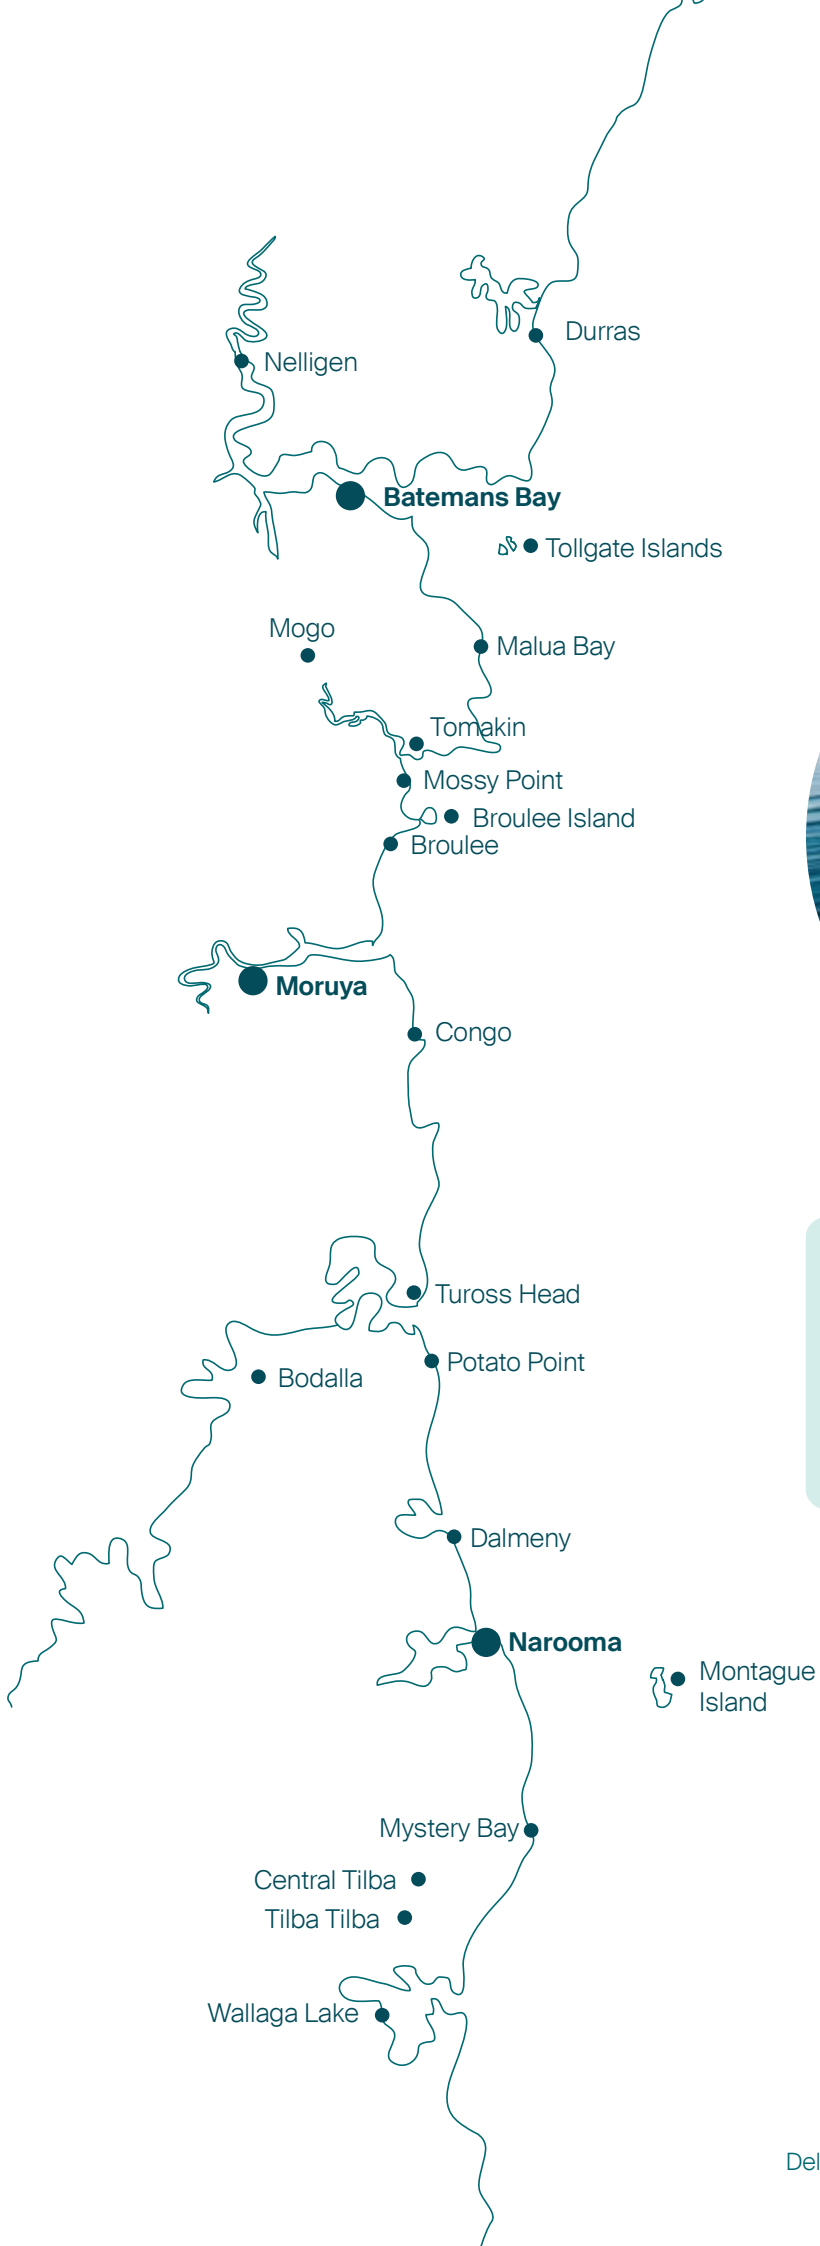 Durras
Nelligen
Batemans Bay
Tollgate Islands
Mogo
Malua Bay
Tomakin
Mossy Point
Broulee Island
Broulee
Moruya
Congo
Tuross Head
Potato Point
Bodalla
Dalmeny
Narooma
Montague
Island
Mystery Bay
Central Tilba
Tilba Tilba
Wallaga Lake
Del